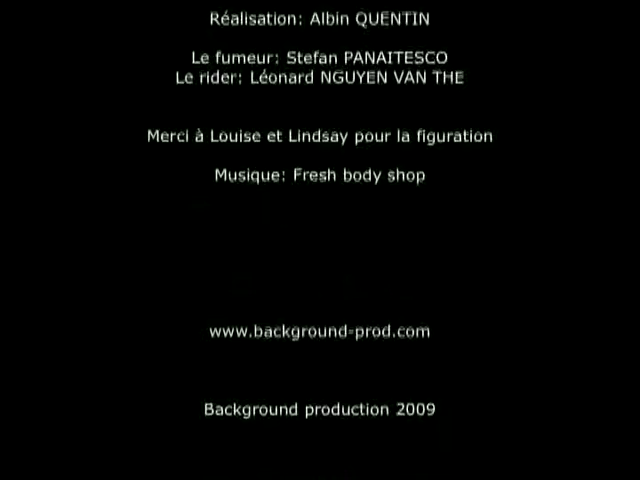 Réalisation: Albin QUENTIN
Le fumeur: Stefan PANAITESCO
Le rider: Léonard NGUYEN VAN THE
Merci à Louise et Lindsay pour la figuration
Musique: Fresh body shop
www.background-prod.com
Background production 2009